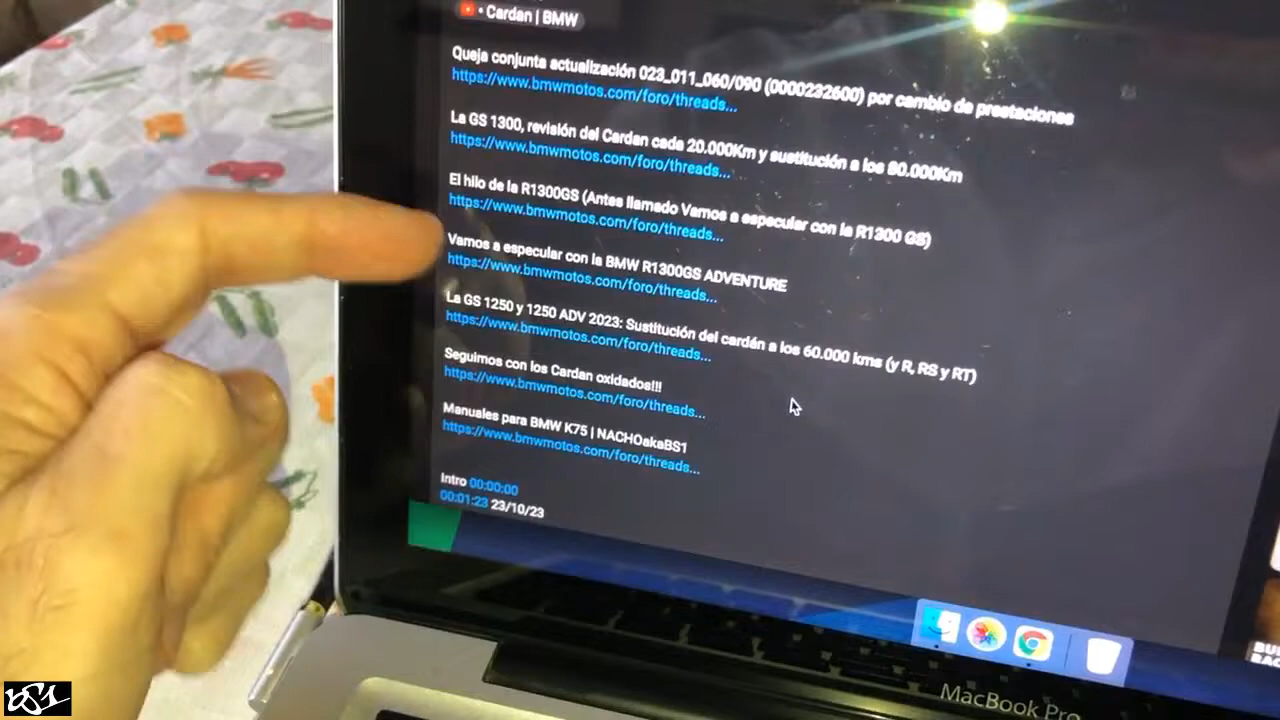 • Cardan | BMW
Queja conjunta actualización 023_011_060/090 (0000232600) por cambio de prestaciones
https://www.bmwmotos.com/foro/threads...
La GS 1300, revisión del Cardan cada 20.000Km y sustitución a los 80.000Km
https://www.bmwmotos.com/foro/threads...
El hilo de la R1300GS (Antes llamado Vamos a especular con la R1300 GS)
https://www.bmwmotos.com/foro/threads...
Vamos a especular con la BMW R1300GS ADVENTURE
https://www.bmwmotos.com/foro/threads...
La GS 1250 y 1250 ADV 2023: Sustitución del cardán a los 60.000 kms (y R, RS y RT)
https://www.bmwmotos.com/foro/threads...
Seguimos con los Cardan oxidados!!!
https://www.bmwmotos.com/foro/threads...
Manuales para BMW K75 | NACHOakaBS1
https://www.bmwmotos.com/foro/threads...
Intro 00:00:00
00:01:23 23/10/23
MacBook Pro
BS1